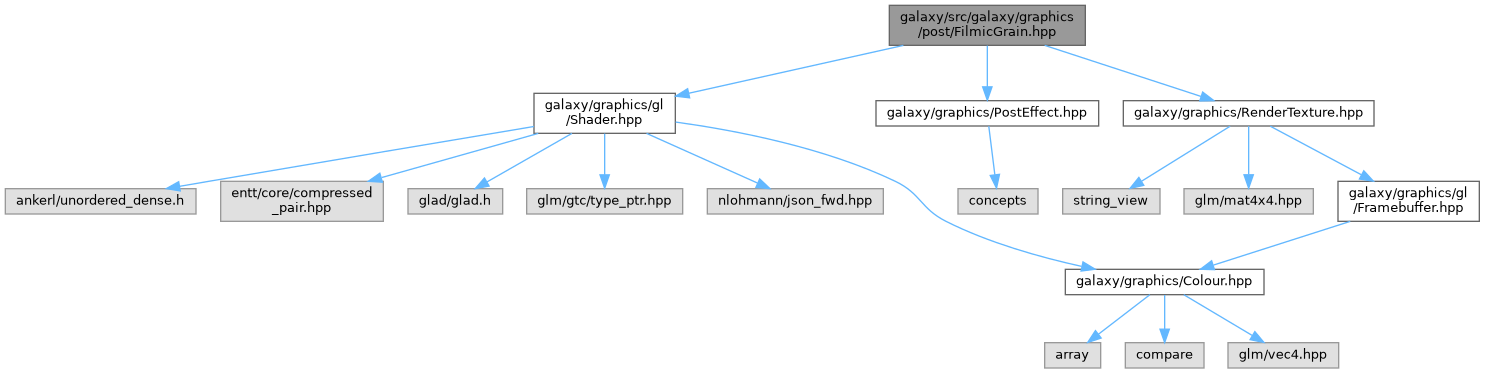 galaxy/src/galaxy/graphics
/post/FilmicGrain.hpp
galaxy/graphics/gl
/Shader.hpp
galaxy/graphics/PostEffect.hpp
galaxy/graphics/RenderTexture.hpp
ankerl/unordered_dense.h
entt/core/compressed
_pair.hpp
glad/glad.h
glm/gtc/type_ptr.hpp
nlohmann/json_fwd.hpp
concepts
string_view
glm/mat4x4.hpp
galaxy/graphics/gl
/Framebuffer.hpp
galaxy/graphics/Colour.hpp
array
compare
glm/vec4.hpp